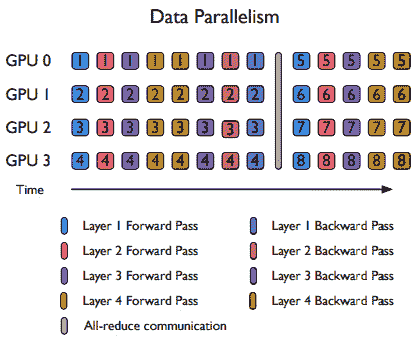 Data Parallelism
GPU 0 1 1 1 1 1 1 1 1 5 5 5 5 5
GPU 1 2 2 2 2 2 2 2 2 6 6 6 6 6
GPU 2 3 3 3 3 3 3 3 3 7 7 7 7 7
GPU 3 4 4 4 4 4 4 4 4 8 8 8 8 8
Time
Layer 1 Forward Pass Layer 1 Backward Pass
Layer 2 Forward Pass Layer 2 Backward Pass
Layer 3 Forward Pass Layer 3 Backward Pass
Layer 4 Forward Pass Layer 4 Backward Pass
All-reduce communication